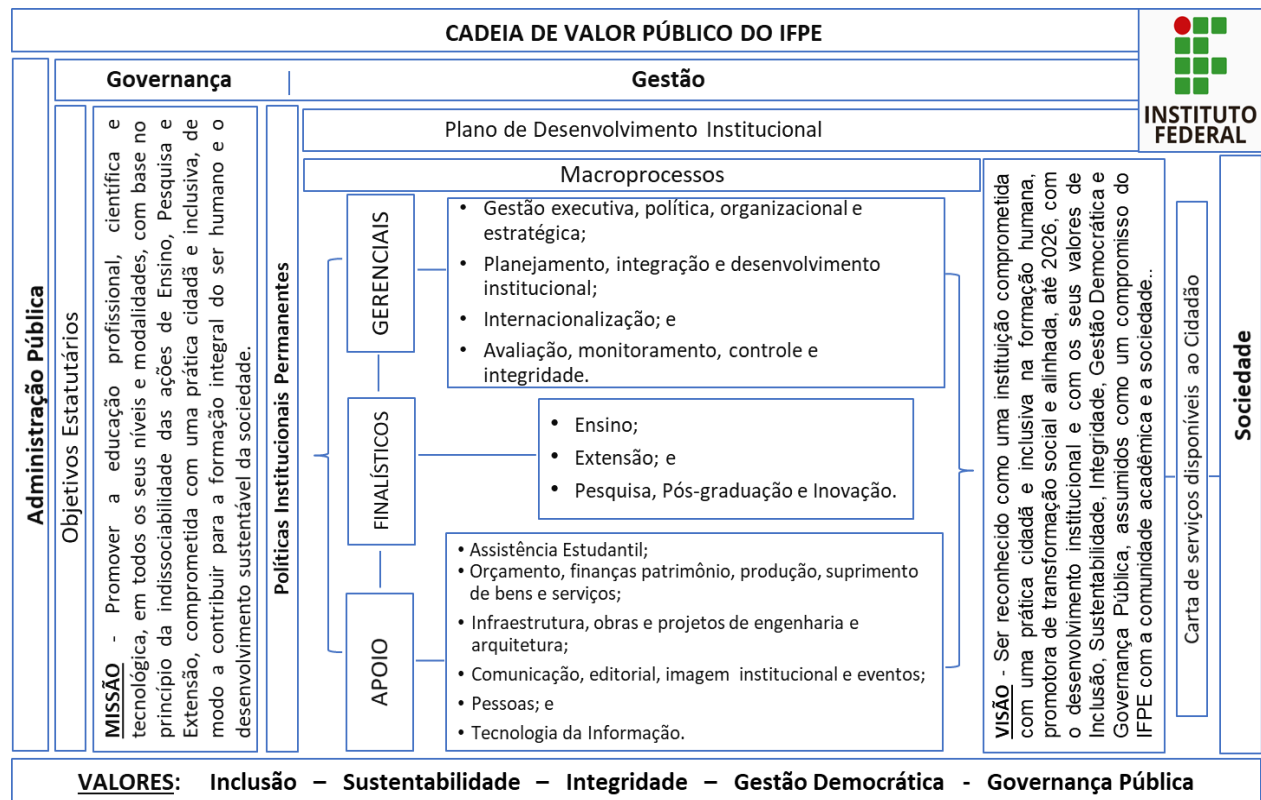 CADEIA DE VALOR PÚBLICO DO IFPE
INSTITUTO
FEDERAL
Governança
Gestão
Administração Pública
Objetivos Estatutários
MISSÃO - Promover a educação profissional, científica e
tecnológica, em todos os seus níveis e modalidades, com base no
princípio da indissociabilidade das ações de Ensino, Pesquisa e
Extensão, comprometida com uma prática cidadã e inclusiva, de
modo a contribuir para a formação integral do ser humano e o
desenvolvimento sustentável da sociedade.
Políticas Institucionais Permanentes
Plano de Desenvolvimento Institucional
Macroprocessos
GERENCIAIS
• Gestão executiva, política, organizacional e
estratégica;
• Planejamento, integração e desenvolvimento
institucional;
• Internacionalização; e
• Avaliação, monitoramento, controle e
integridade.
FINALÍSTICOS
• Ensino;
• Extensão; e
• Pesquisa, Pós-graduação e Inovação.
APOIO
• Assistência Estudantil;
• Orçamento, finanças patrimônio, produção, suprimento
de bens e serviços;
• Infraestrutura, obras e projetos de engenharia e
arquitetura;
• Comunicação, editorial, imagem institucional e eventos;
• Pessoas; e
• Tecnologia da Informação.
VISÃO - Ser reconhecido como uma instituição comprometida
com uma prática cidadã e inclusiva na formação humana,
promotora de transformação social e alinhada, até 2026, com
o desenvolvimento institucional e com os seus valores de
Inclusão, Sustentabilidade, Integridade, Gestão Democrática e
Governança Pública, assumidos como um compromisso do
IFPE com a comunidade acadêmica e a sociedade..
Carta de serviços disponíveis ao Cidadão
Sociedade
VALORES: Inclusão – Sustentabilidade – Integridade – Gestão Democrática - Governança Pública